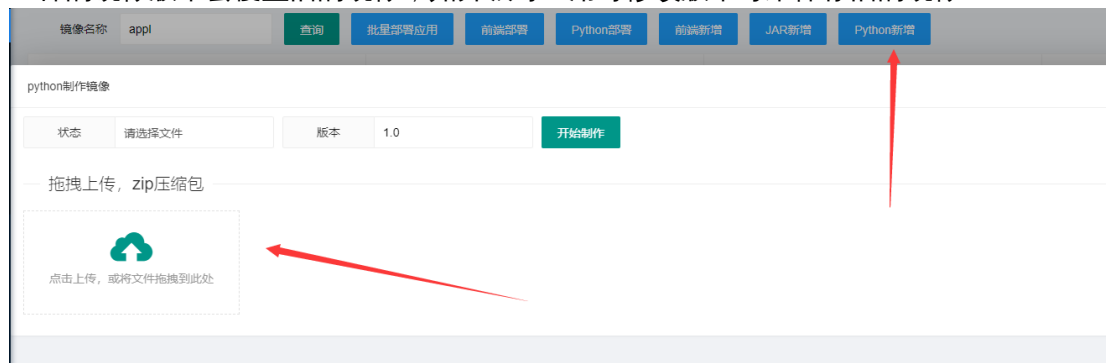 镜像名称 appl 查询 批量部署应用 前端部署 Python部署 前端新增 JAR新增 Python新增
python制作镜像
状态 请选择文件 版本 1.0 开始制作
拖拽上传，zip压缩包
点击上传，或将文件拖拽到此处